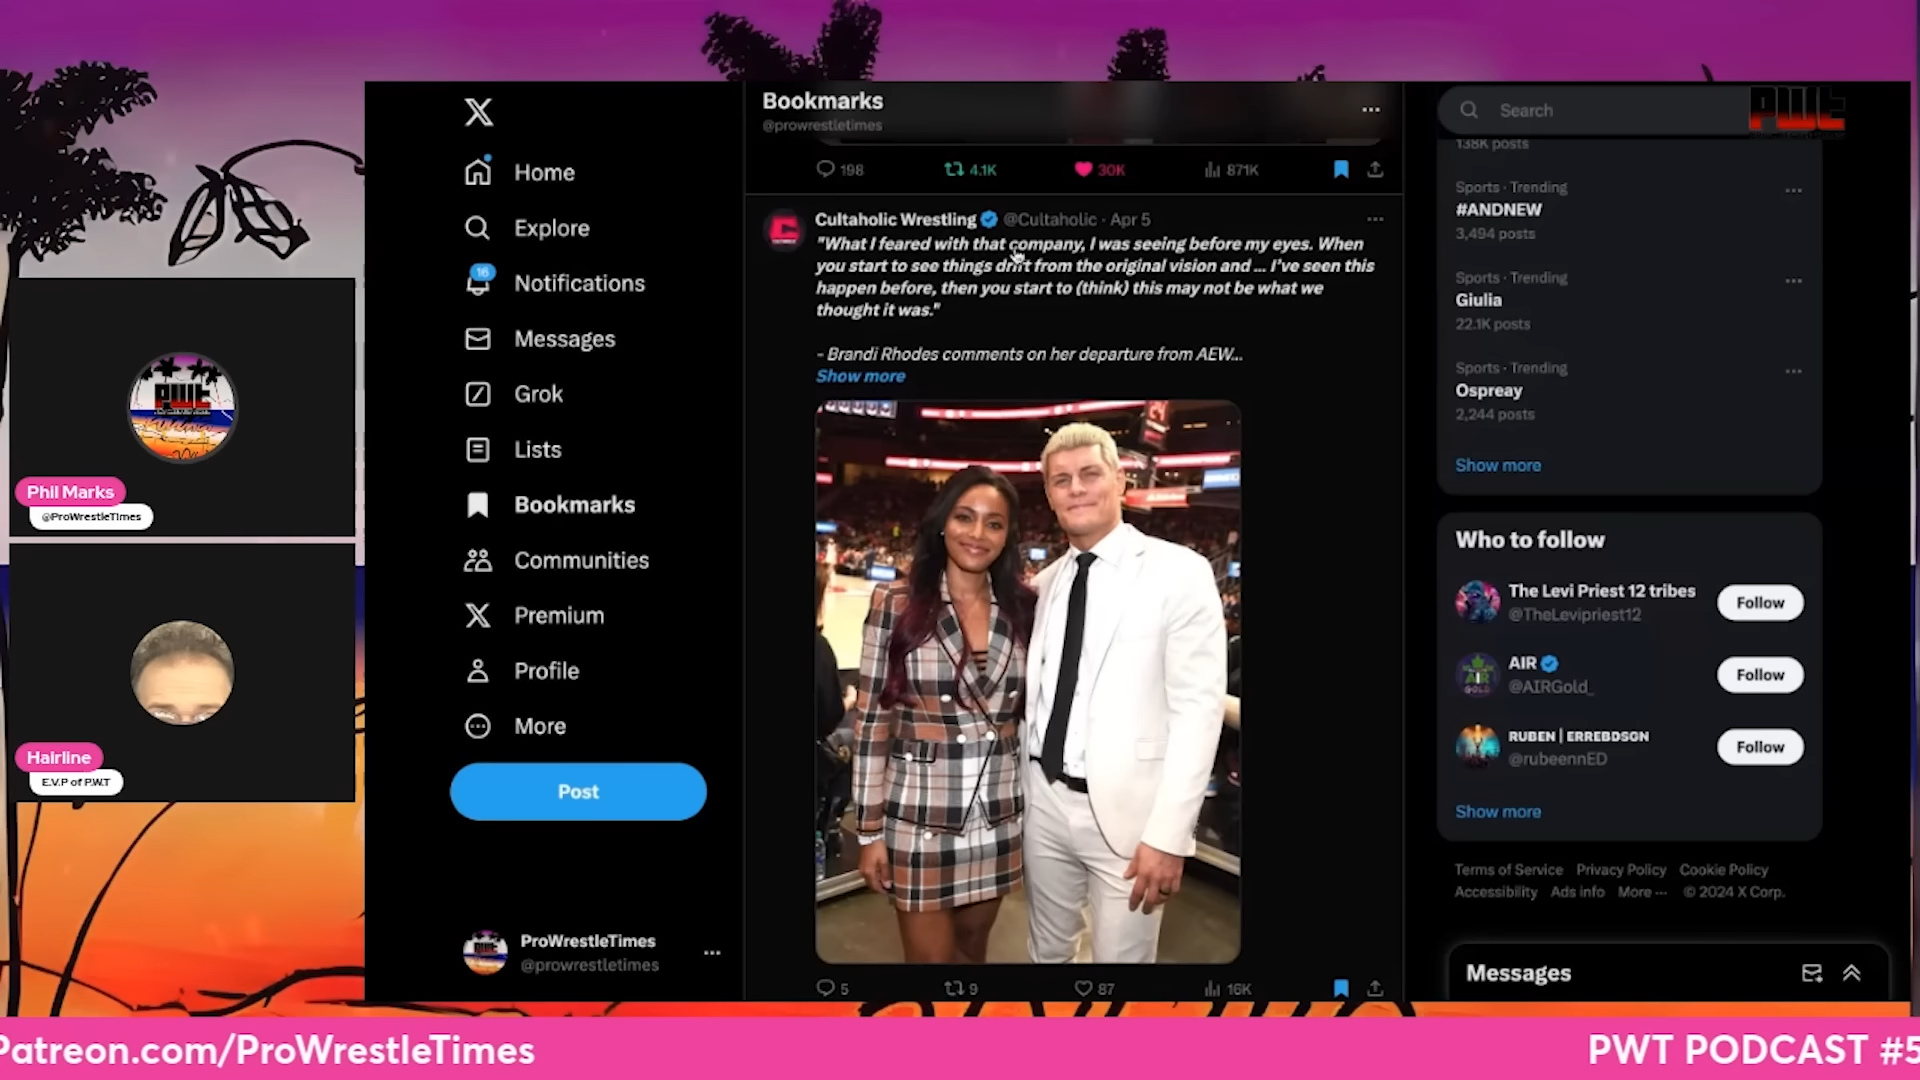 Bookmarks
@prowrestletimes
198
4.1K
30K
871K
Cultaholic Wrestling @Cultaholic · Apr 5
"What I feared with that company, I was seeing before my eyes. When
you start to see things drift from the original vision and ... I've seen this
happen before, then you start to (think) this may not be what we
thought it was."
- Brandi Rhodes comments on her departure from AEW...
Show more
5
9
87
16K
Home
Explore
16
Notifications
Messages
Grok
Lists
Bookmarks
Communities
Premium
Profile
More
Post
ProWrestleTimes
@prowrestletimes
Search
PWT
138K posts
Sports · Trending
#ANDNEW
3,494 posts
Sports · Trending
Giulia
22.1K posts
Sports · Trending
Ospreay
2,244 posts
Show more
Who to follow
The Levi Priest 12 tribes
@TheLevipriest12
Follow
AIR
@AIRGold_
Follow
RUBEN | ERREBDSON
@rubeennED
Follow
Show more
Terms of Service Privacy Policy Cookie Policy
Accessibility Ads info More ··· © 2024 X Corp.
Messages
PWT
Phil Marks
@ProWrestleTimes
Hairline
E.V.P of P.W.T
Patreon.com/ProWrestleTimes
PWT PODCAST #5